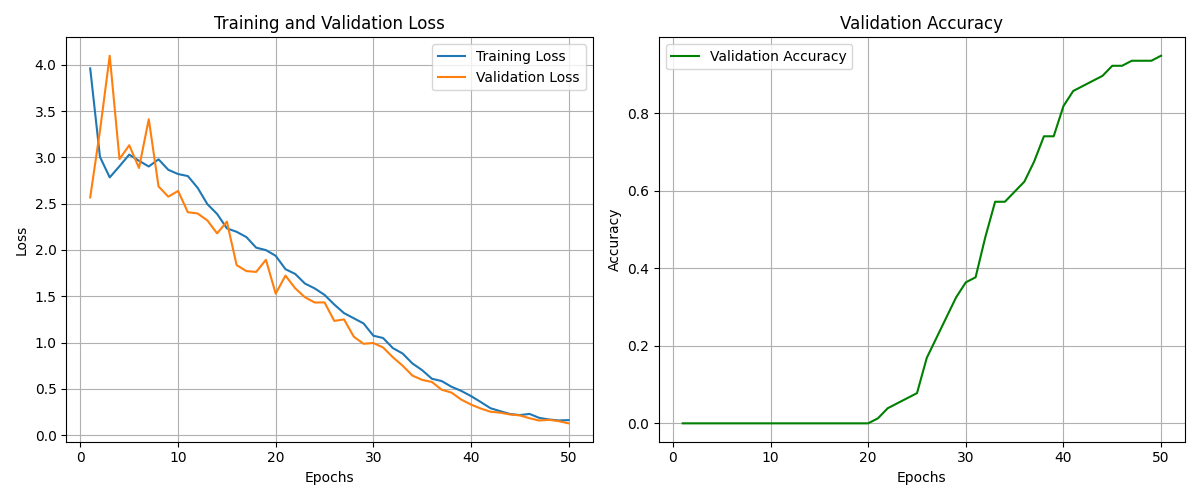 Training and Validation Loss
Training Loss
Validation Loss
4.0
3.5
3.0
2.5
2.0
1.5
1.0
0.5
0.0
Loss
0 10 20 30 40 50
Epochs
Validation Accuracy
Validation Accuracy
0.8
0.6
0.4
0.2
0.0
Accuracy
0 10 20 30 40 50
Epochs